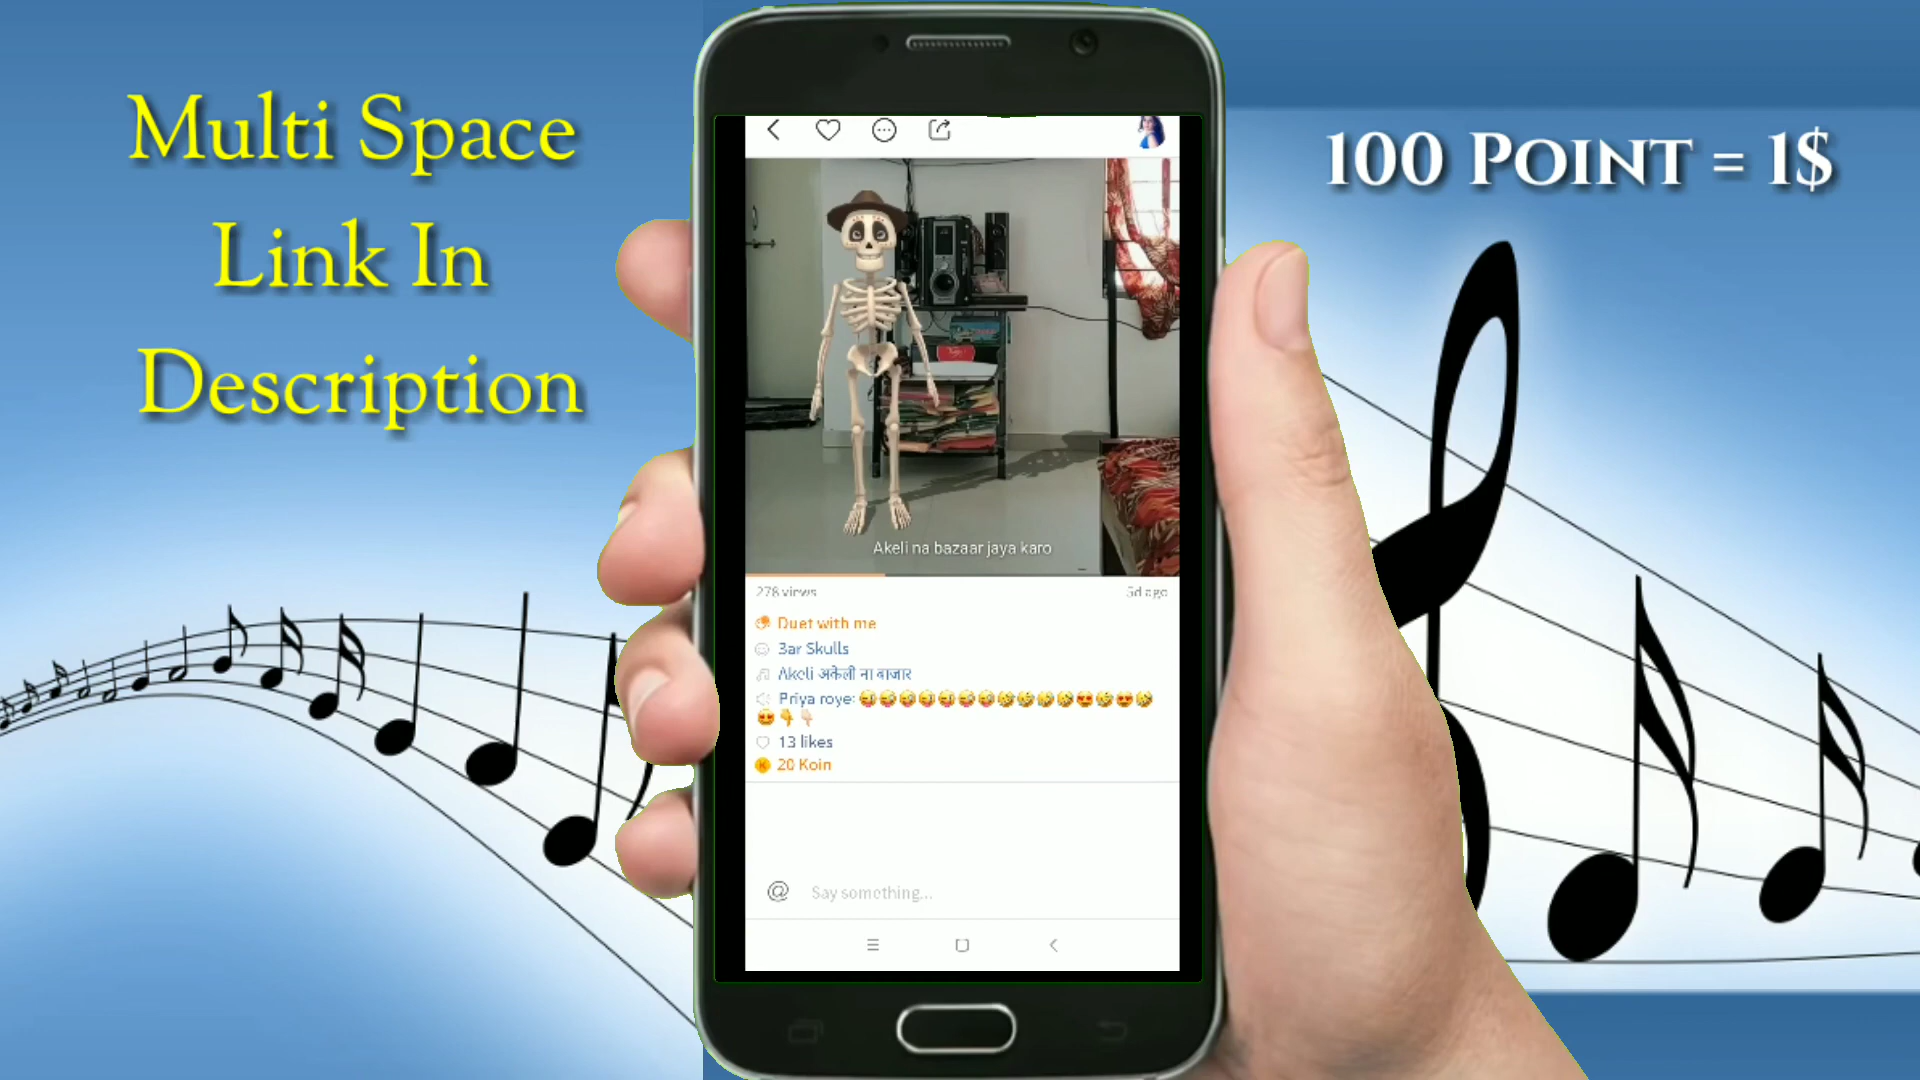 Multi Space
Link In
Description
100 POINT = 1$
Akeli na bazaar jaya karo
278 views
5d ago
Duet with me
3ar Skulls
Akeli अकेली ना बाजार
Priya roye: 😜😜😜😜😜😜😜🤣🤣🤣🤣😍🤣😍🤣
😍👇👇🏻
13 likes
20 Koin
@ Say something...